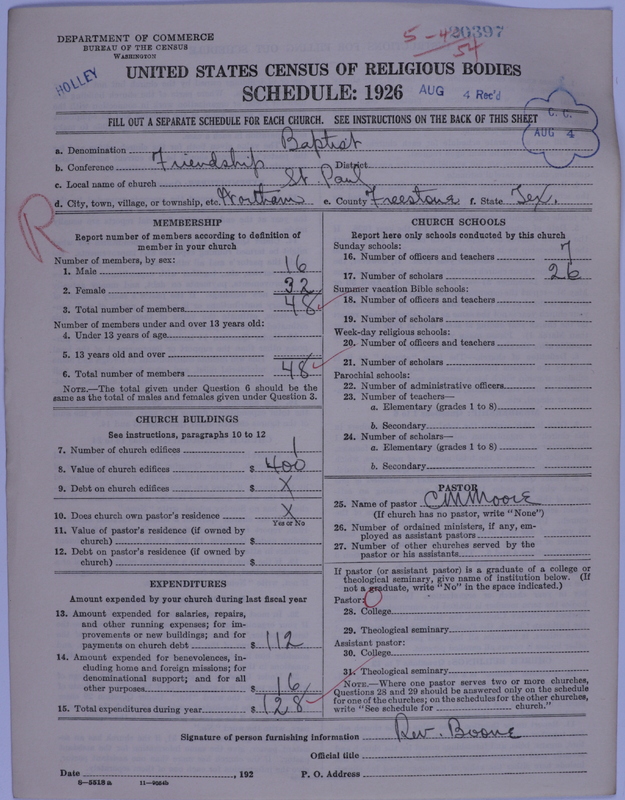 DEPARTMENT OF COMMERCE
BUREAU OF THE CENSUS
WASHINGTON
5-4 20397
54
HOLLEY
UNITED STATES CENSUS OF RELIGIOUS BODIES
SCHEDULE: 1926
AUG 4 Rec'd
FILL OUT A SEPARATE SCHEDULE FOR EACH CHURCH. SEE INSTRUCTIONS ON THE BACK OF THIS SHEET
C. C.
AUG 4
a. Denomination Baptist
b. Conference Friendship District
c. Local name of church St Paul
d. City, town, village, or township, etc. Wortham e. County Freestone f. State Tex.
R
MEMBERSHIP
Report number of members according to definition of
member in your church
Number of members, by sex:
1. Male 16
2. Female 32
3. Total number of members 48
Number of members under and over 13 years old:
4. Under 13 years of age
5. 13 years old and over
6. Total number of members 48
NOTE.—The total given under Question 6 should be
same as the total of males and females given under Question 3.
CHURCH BUILDINGS
See instructions, paragraphs 10 to 12
7. Number of church edifices 1
8. Value of church edifices $ 400
9. Debt on church edifices $ X
10. Does church own pastor's residence X
Yes or No
11. Value of pastor's residence (if owned by
church) $
12. Debt on pastor's residence (if owned by
church) $
EXPENDITURES
Amount expended by your church during last fiscal year
13. Amount expended for salaries, repairs,
and other running expenses; for im-
provements or new buildings; and for
payments on church debt $ 112
14. Amount expended for benevolences, in-
cluding home and foreign missions; for
denominational support; and for all
other purposes $ 16
15. Total expenditures during year $ 128
CHURCH SCHOOLS
Report here only schools conducted by this church
Sunday schools:
16. Number of officers and teachers 7
17. Number of scholars 26
Summer vacation Bible schools:
18. Number of officers and teachers
19. Number of scholars
Week-day religious schools:
20. Number of officers and teachers
21. Number of scholars
Parochial schools:
22. Number of administrative officers
23. Number of teachers—
a. Elementary (grades 1 to 8)
b. Secondary
24. Number of scholars—
a. Elementary (grades 1 to 8)
b. Secondary
PASTOR
25. Name of pastor C M Moore
(If church has no pastor, write "None")
26. Number of ordained ministers, if any, em-
ployed as assistant pastors
27. Number of other churches served by the
pastor or his assistants
If pastor (or assistant pastor) is a graduate of a college or
theological seminary, give name of institution below. (If
not a graduate, write "No" in the space indicated.)
Pastor:
28. College
29. Theological seminary
Assistant pastor:
30. College
31. Theological seminary
NOTE.—Where one pastor serves two or more churches,
Questions 28 and 29 should be answered only on the schedule
for one of the churches; on the schedules for the other churches,
write "See schedule for church."
Signature of person furnishing information Rev. Boone
Official title
Date , 192 P. O. Address
8-5518a